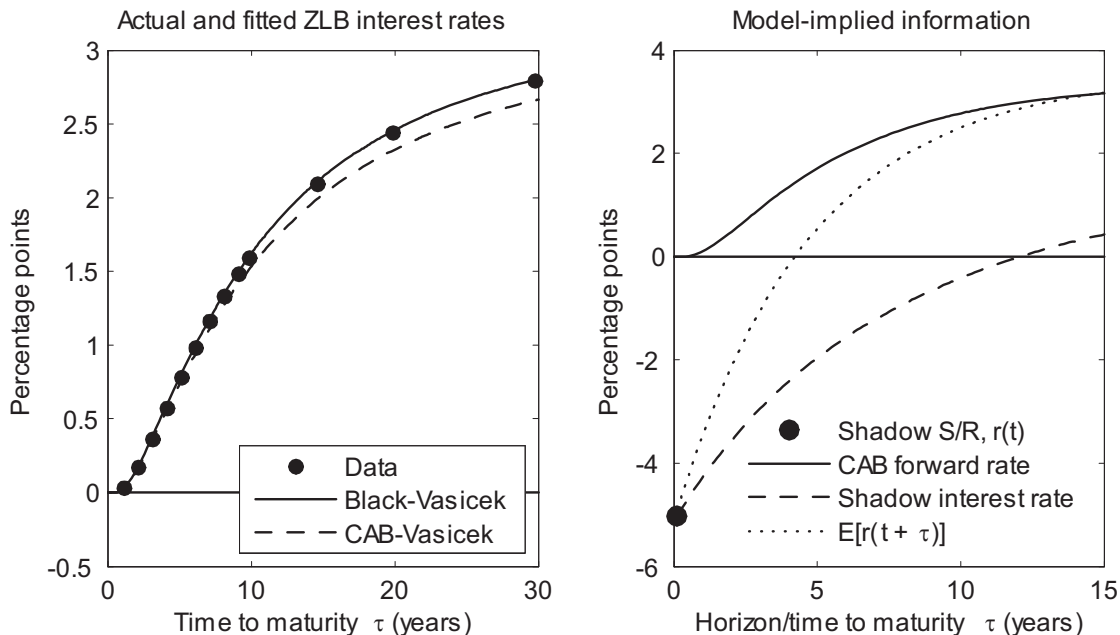 Actual and fitted ZLB interest rates
3
2.5
2
1.5
1
0.5
0
-0.5
Percentage points
Data
Black-Vasicek
CAB-Vasicek
0
10
20
30
Time to maturity τ (years)
Model-implied information
4
2
0
-2
-4
-6
Percentage points
Shadow S/R, r(t)
CAB forward rate
Shadow interest rate
E[r(t + τ)]
0
5
10
15
Horizon/time to maturity τ (years)